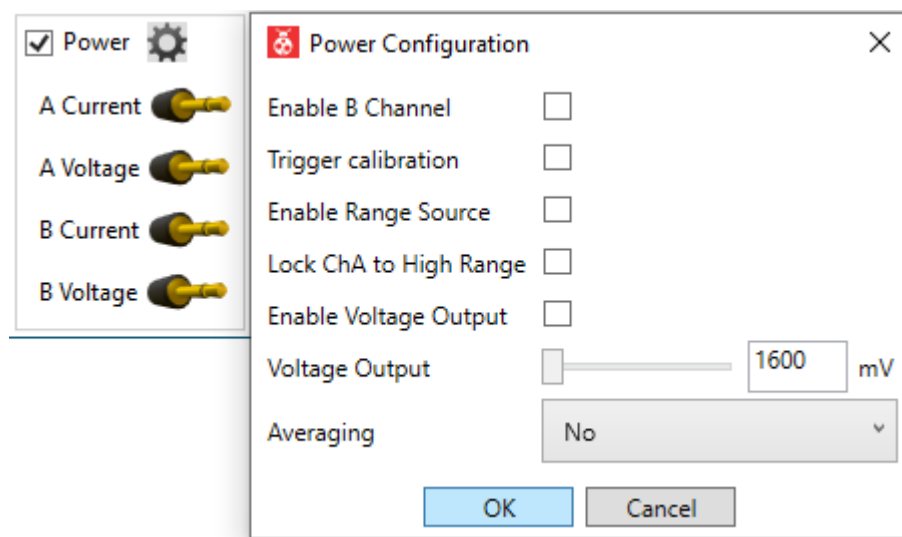 Power
A Current
A Voltage
B Current
B Voltage
Power Configuration
Enable B Channel
Trigger calibration
Enable Range Source
Lock ChA to High Range
Enable Voltage Output
Voltage Output 1600 mV
Averaging No
OK Cancel